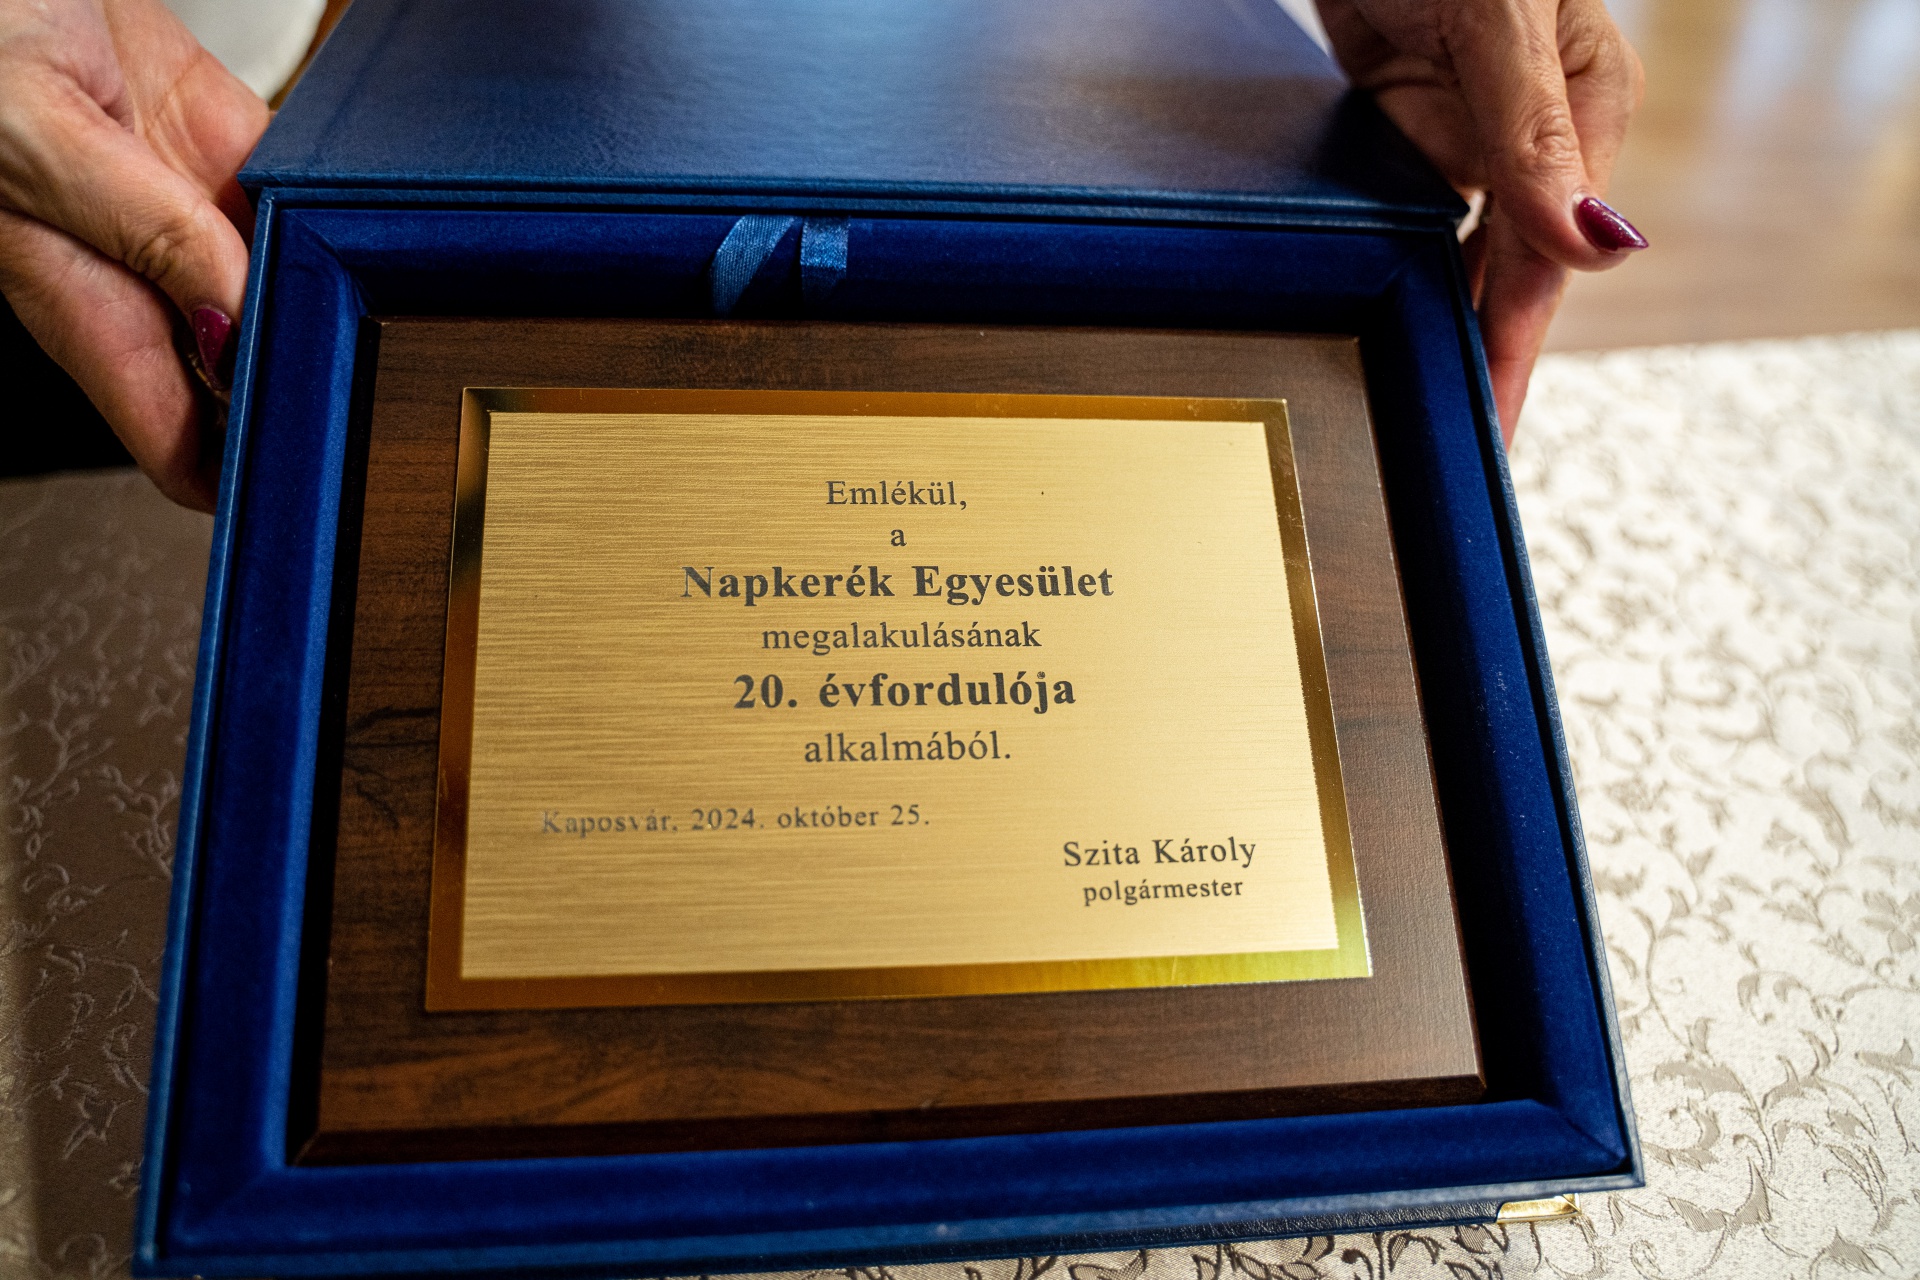 Emlékül,
a
Napkerék Egyesület
megalakulásának
20. évfordulója
alkalmából.
Kaposvár, 2024. október 25.
Szita Károly
polgármester